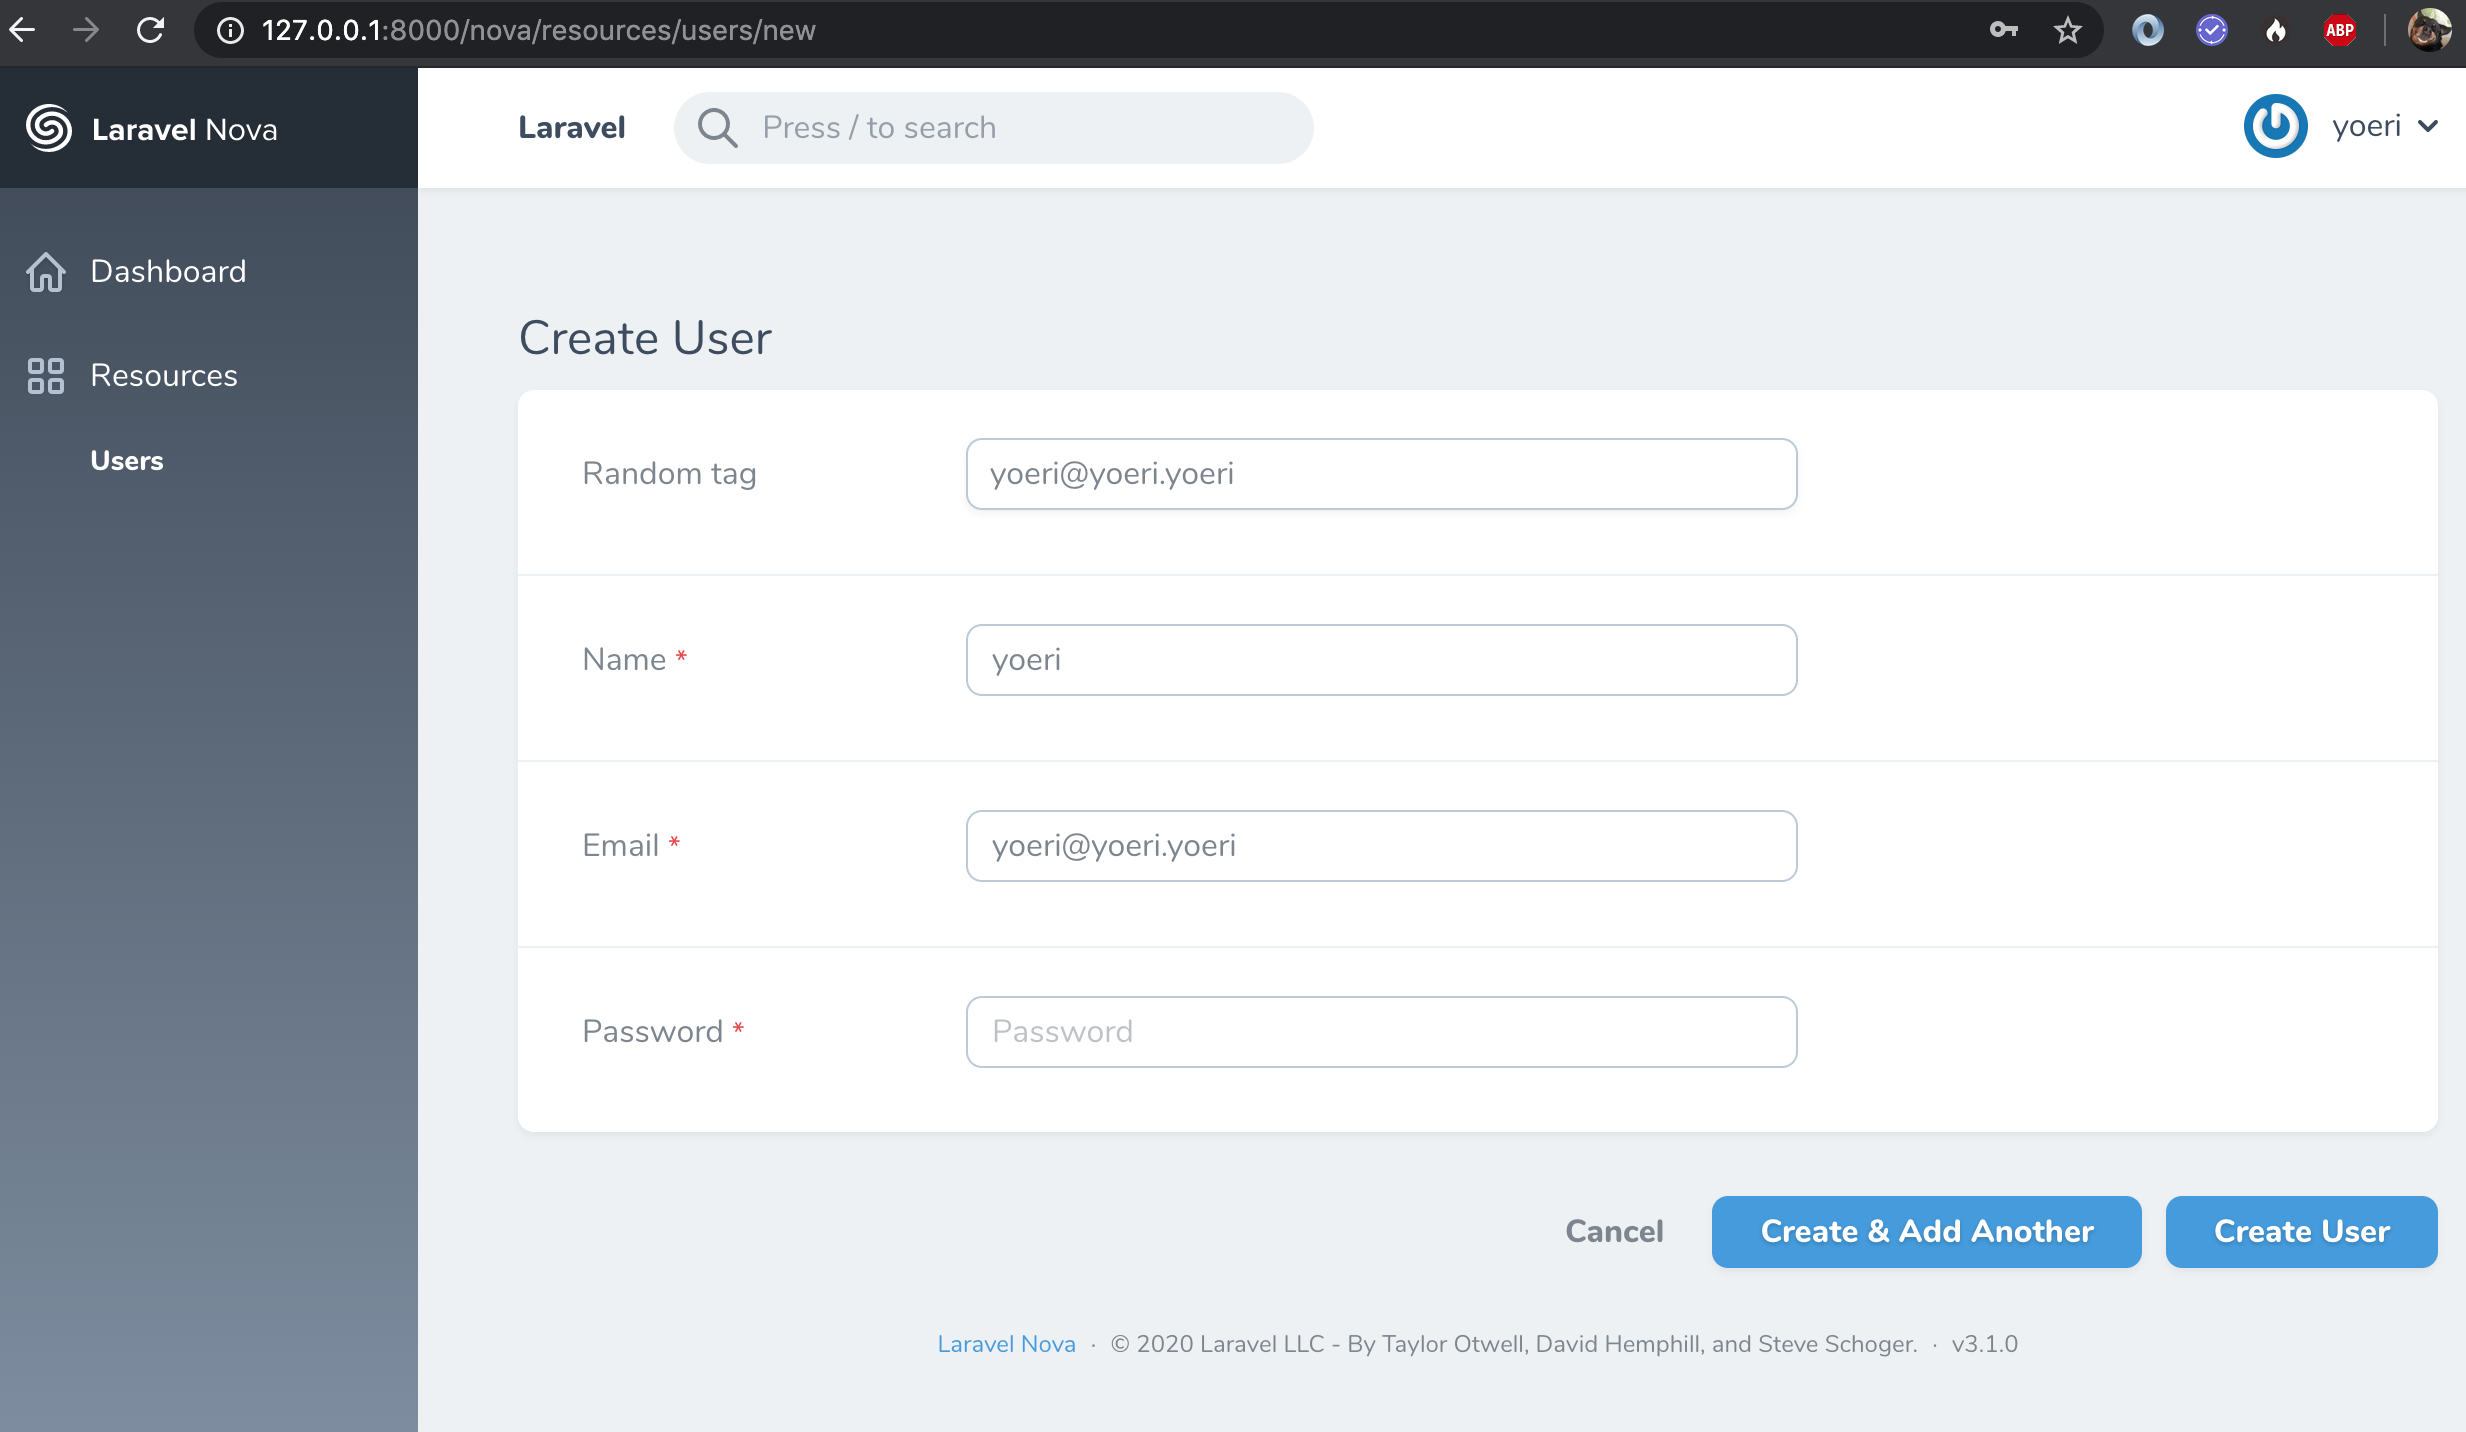 127.0.0.1:8000/nova/resources/users/new
ABP
Laravel Nova
Laravel
Press / to search
yoeri
Dashboard
Resources
Users
Create User
Random tag
yoeri@yoeri.yoeri
Name *
yoeri
Email *
yoeri@yoeri.yoeri
Password *
Password
Cancel
Create & Add Another
Create User
Laravel Nova · © 2020 Laravel LLC - By Taylor Otwell, David Hemphill, and Steve Schoger. · v3.1.0